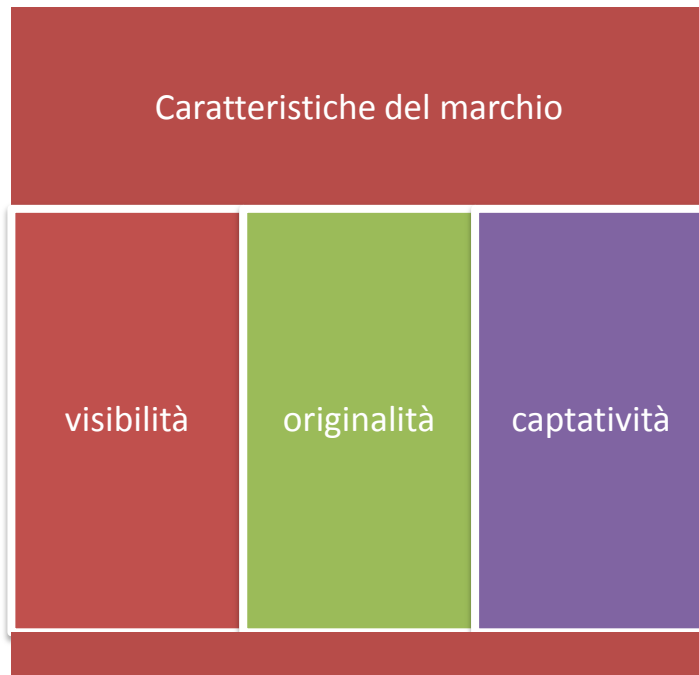 Caratteristiche del marchio
visibilità
originalità
captatività